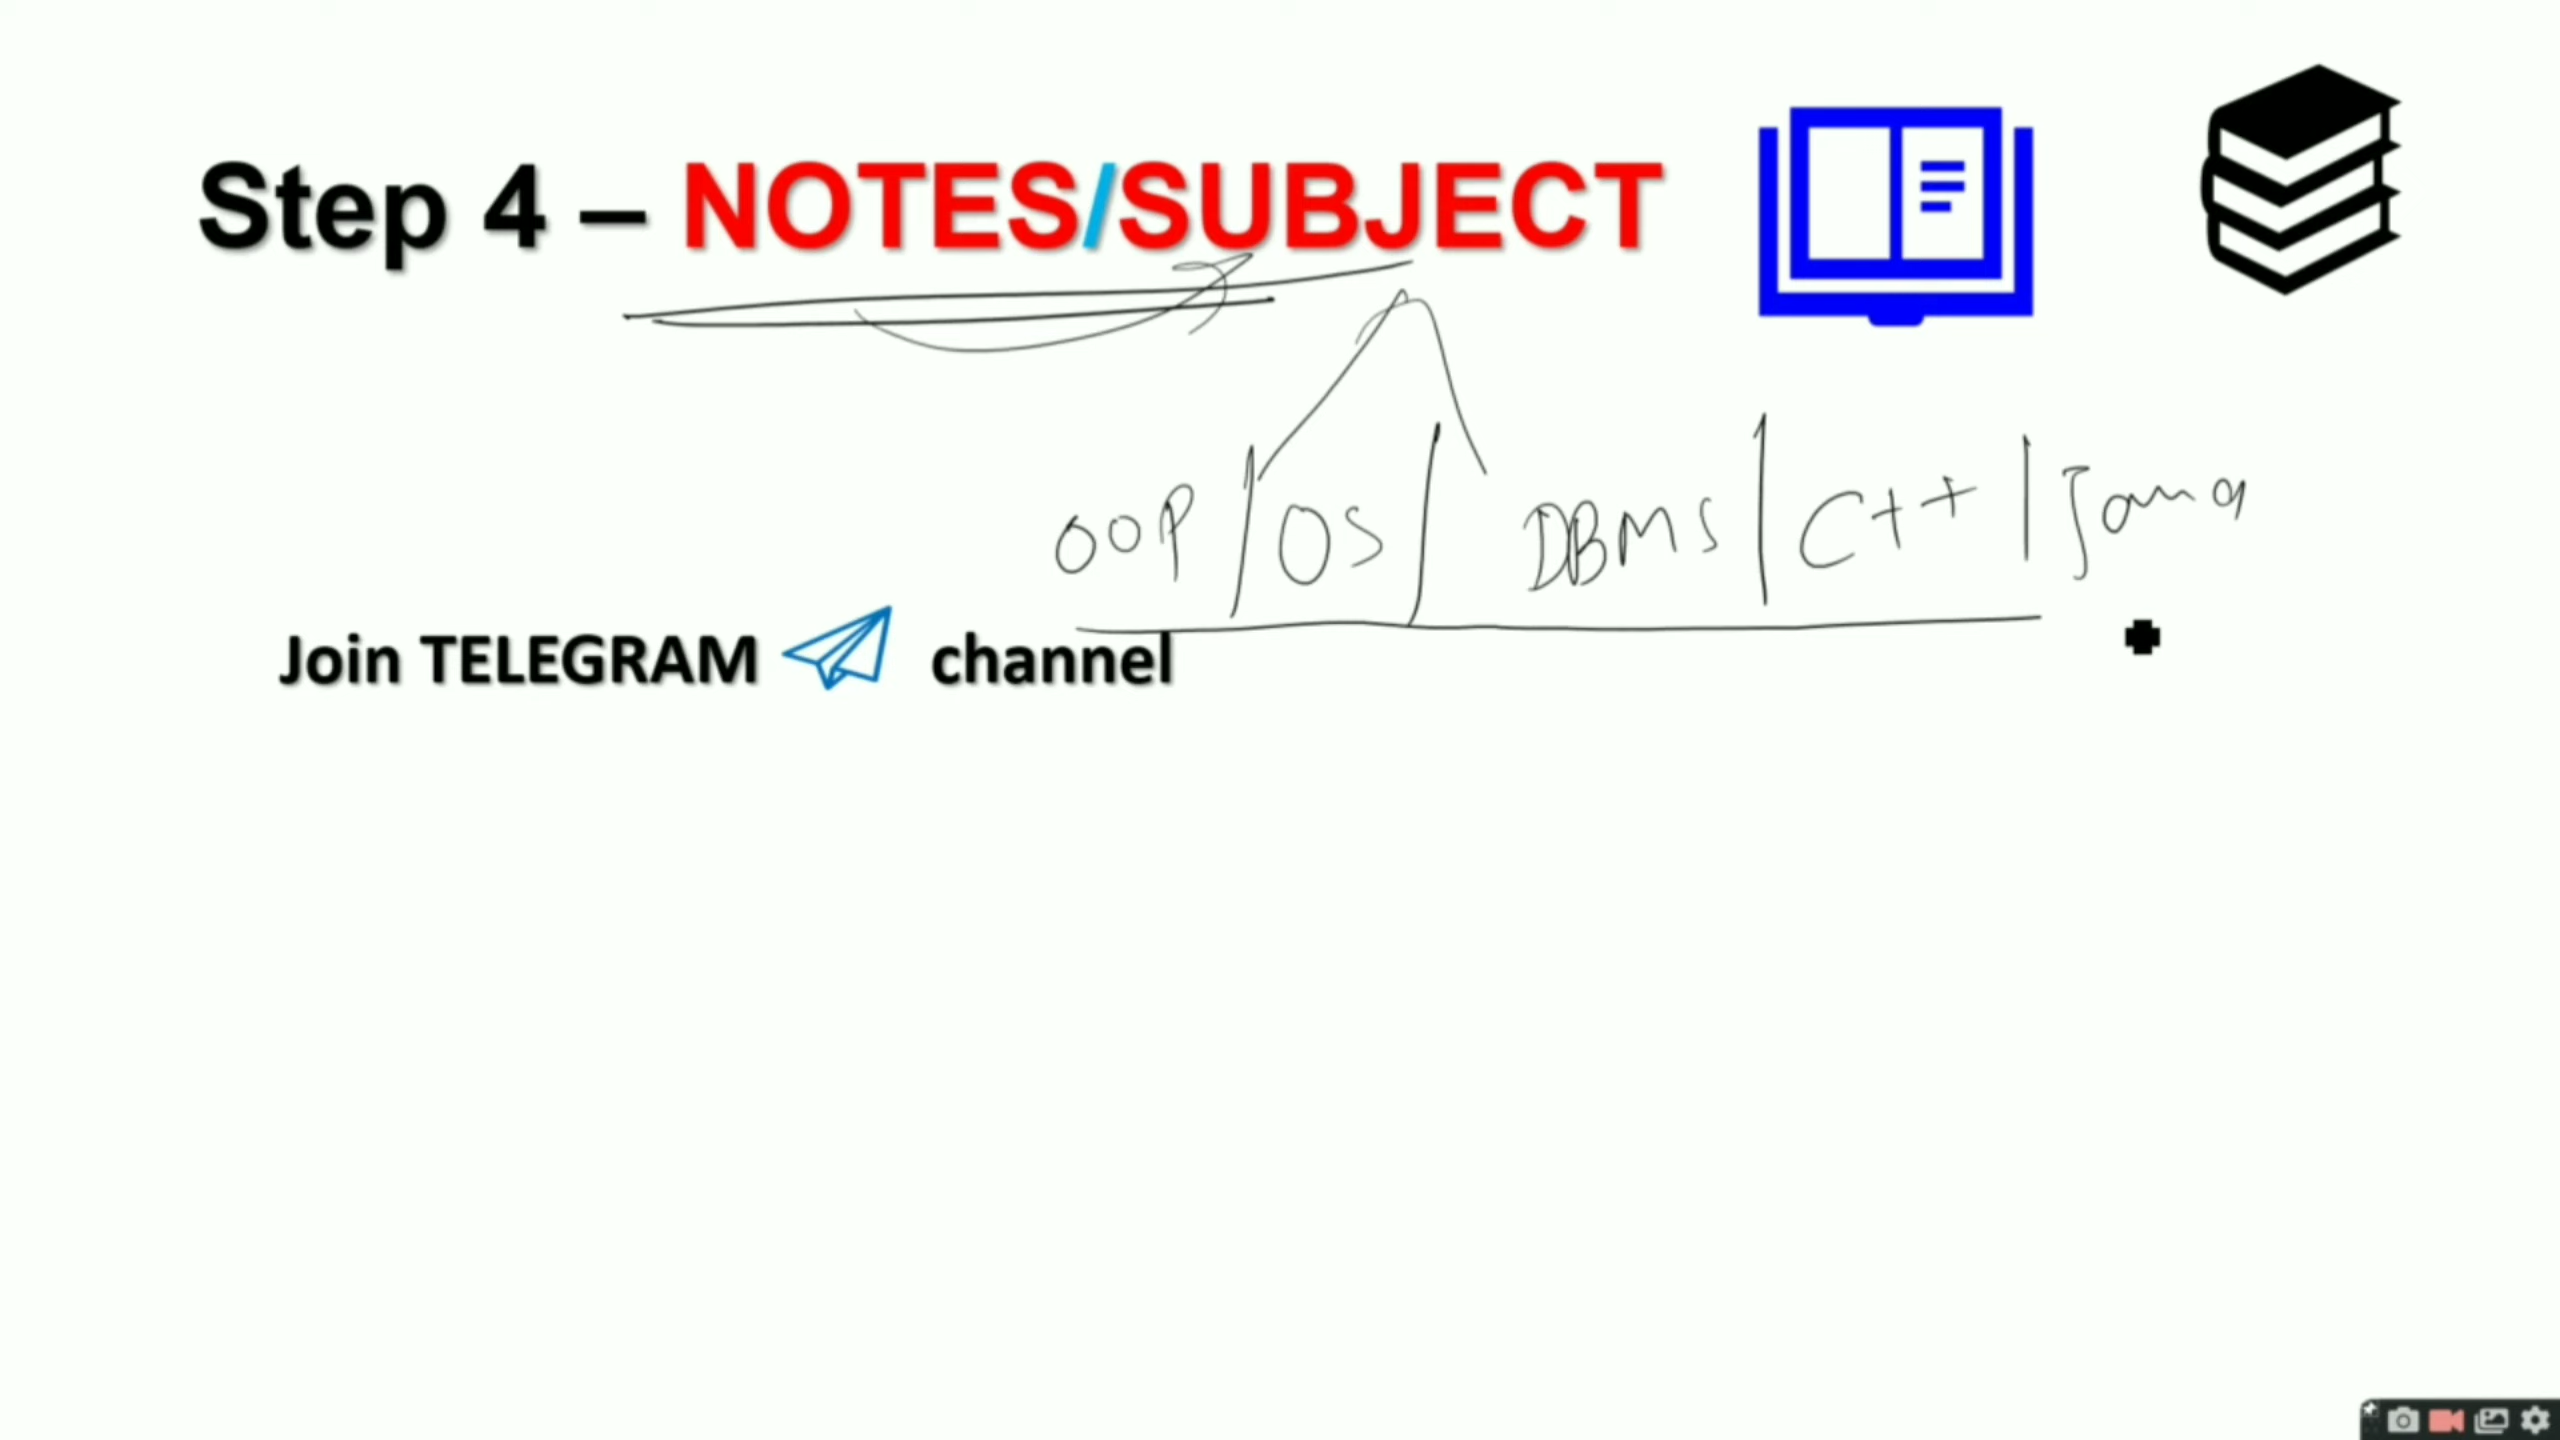 Step 4 – NOTES/SUBJECT
OOP | OS | DBMS | C++ | Java
Join TELEGRAM channel